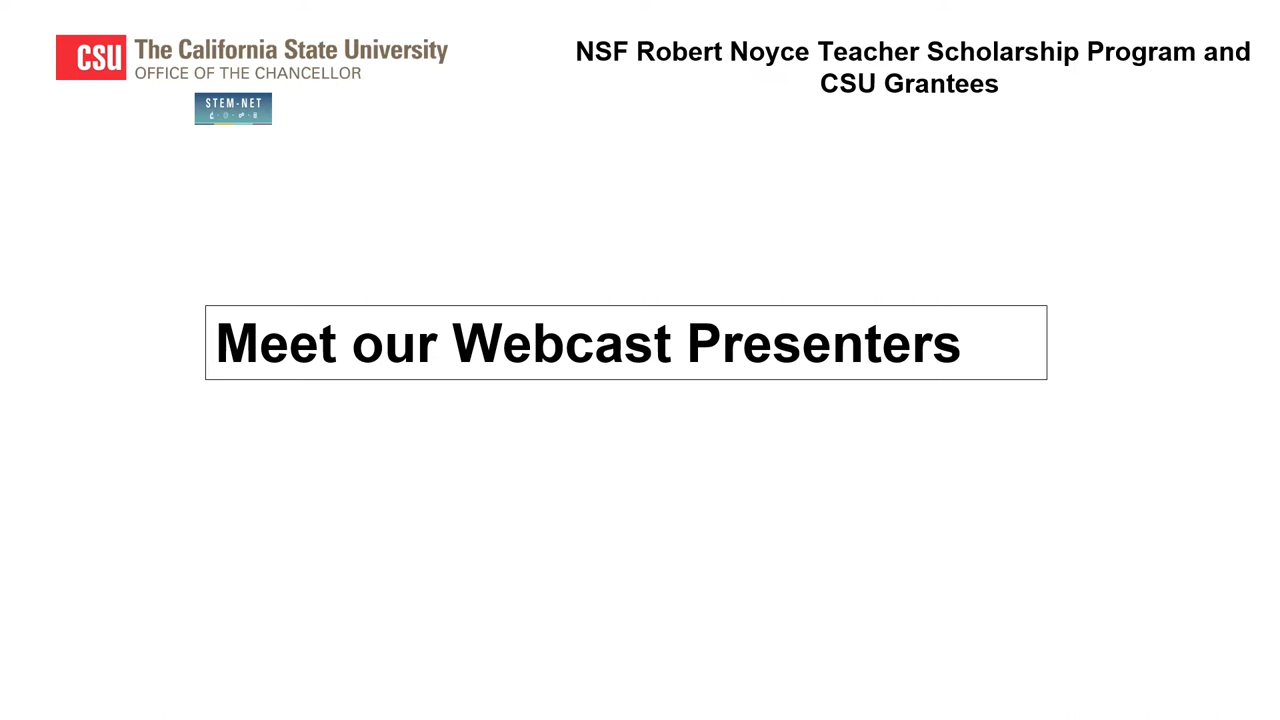 CSU The California State University
OFFICE OF THE CHANCELLOR
STEM-NET
NSF Robert Noyce Teacher Scholarship Program and
CSU Grantees
Meet our Webcast Presenters